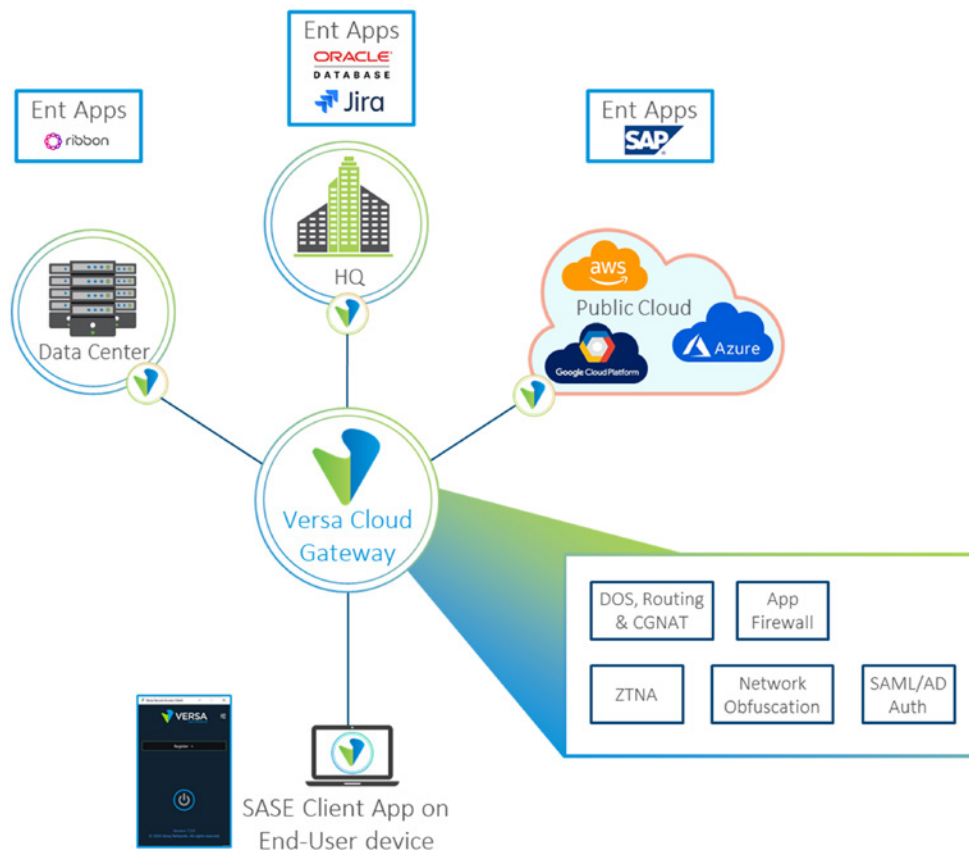 Ent Apps
ORACLE
DATABASE
Jira
Ent Apps
ribbon
Ent Apps
SAP
HQ
Data Center
aws
Public Cloud
Google Cloud Platform
Azure
Versa Cloud
Gateway
DOS, Routing
& CGNAT
App
Firewall
ZTNA
Network
Obfuscation
SAML/AD
Auth
VERSA
Register
SASE Client App on
End-User device